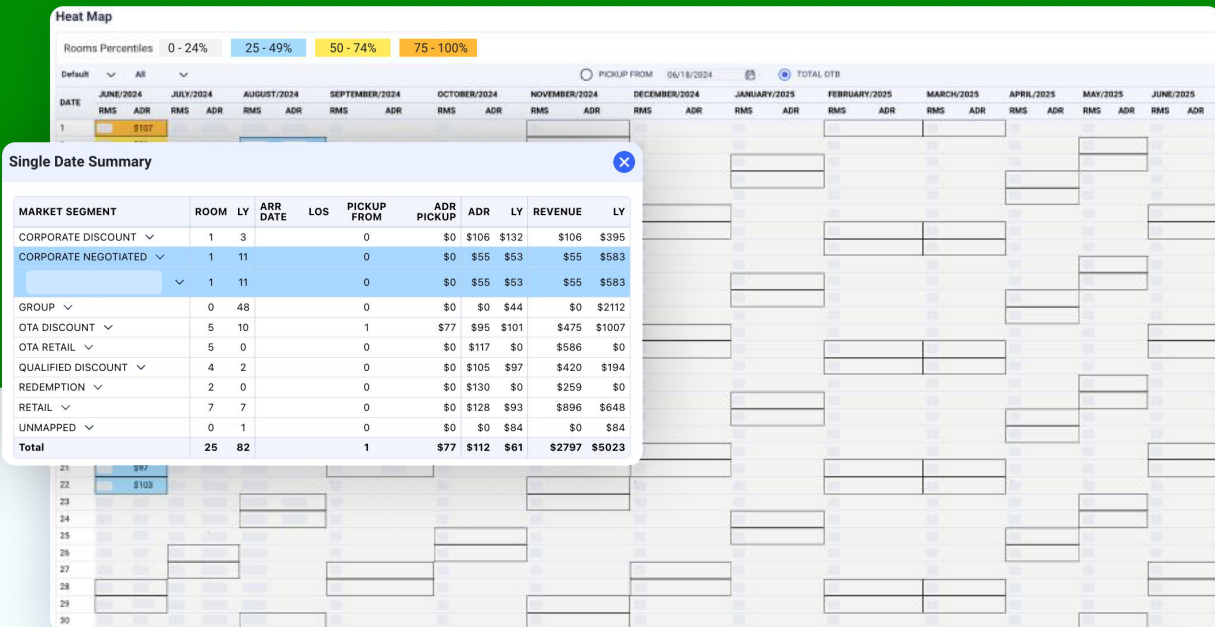 Heat Map
Rooms Percentiles 0 - 24% 25 - 49% 50 - 74% 75 - 100%
Default All PICKUP FROM 06/18/2024 TOTAL OTB
DATE JUNE/2024 JULY/2024 AUGUST/2024 SEPTEMBER/2024 OCTOBER/2024 NOVEMBER/2024 DECEMBER/2024 JANUARY/2025 FEBRUARY/2025 MARCH/2025 APRIL/2025 MAY/2025 JUNE/2025
RMS ADR RMS ADR RMS ADR RMS ADR RMS ADR RMS ADR RMS ADR RMS ADR RMS ADR RMS ADR RMS ADR RMS ADR RMS ADR
1 $107
Single Date Summary
MARKET SEGMENT ROOM LY ARR DATE LOS PICKUP FROM ADR PICKUP ADR LY REVENUE LY
CORPORATE DISCOUNT 1 3 0 $0 $106 $132 $106 $395
CORPORATE NEGOTIATED 1 11 0 $0 $55 $53 $55 $583
1 11 0 $0 $55 $53 $55 $583
GROUP 0 48 0 $0 $0 $44 $0 $2112
OTA DISCOUNT 5 10 1 $77 $95 $101 $475 $1007
OTA RETAIL 5 0 0 $0 $117 $0 $586 $0
QUALIFIED DISCOUNT 4 2 0 $0 $105 $97 $420 $194
REDEMPTION 2 0 0 $0 $130 $0 $259 $0
RETAIL 7 7 0 $0 $128 $93 $896 $648
UNMAPPED 0 1 0 $0 $0 $84 $0 $84
Total 25 82 1 $77 $112 $61 $2797 $5023
21 $97
22 $103
23
24
25
26
27
28
29
30